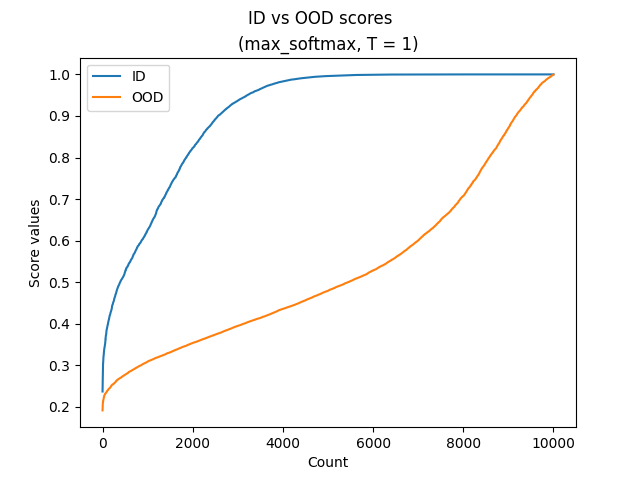 ID vs OOD scores
(max_softmax, T = 1)
ID
OOD
Score values
1.0
0.9
0.8
0.7
0.6
0.5
0.4
0.3
0.2
0 2000 4000 6000 8000 10000
Count